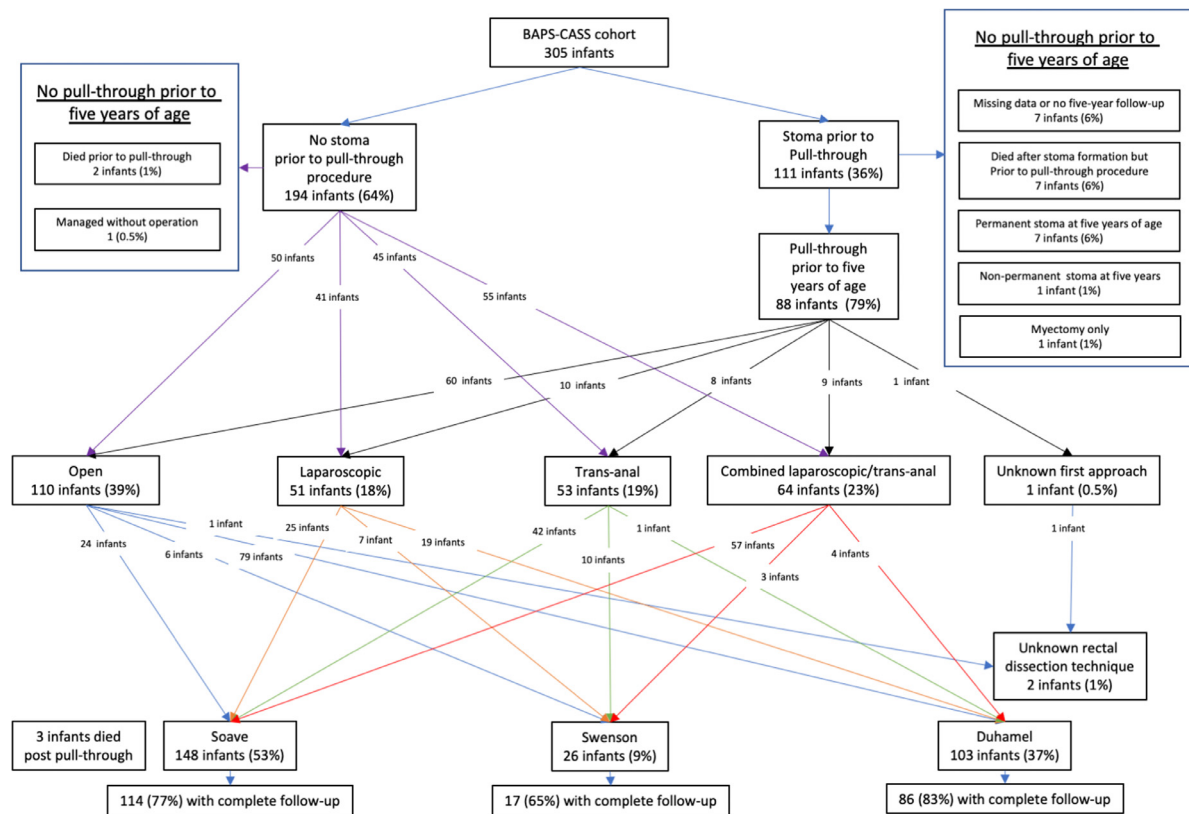 BAPS-CASS cohort
305 infants
No pull-through prior to
five years of age
Died prior to pull-through
2 infants (1%)
Managed without operation
1 (0.5%)
No stoma
prior to pull-through
procedure
194 infants (64%)
Stoma prior to
Pull-through
111 infants (36%)
No pull-through prior to
five years of age
Missing data or no five-year follow-up
7 infants (6%)
Died after stoma formation but
Prior to pull-through procedure
7 infants (6%)
Permanent stoma at five years of age
7 infants (6%)
Non-permanent stoma at five years
1 infant (1%)
Myectomy only
1 infant (1%)
Pull-through
prior to five
years of age
88 infants (79%)
50 infants
41 infants
45 infants
55 infants
60 infants
10 infants
8 infants
9 infants
1 infant
Open
110 infants (39%)
Laparoscopic
51 infants (18%)
Trans-anal
53 infants (19%)
Combined laparoscopic/trans-anal
64 infants (23%)
Unknown first approach
1 infant (0.5%)
24 infants
6 infants
1 infant
79 infants
25 infants
7 infant
19 infants
42 infants
10 infants
1 infant
57 infants
3 infants
4 infants
1 infant
Unknown rectal
dissection technique
2 infants (1%)
3 infants died
post pull-through
Soave
148 infants (53%)
Swenson
26 infants (9%)
Duhamel
103 infants (37%)
114 (77%) with complete follow-up
17 (65%) with complete follow-up
86 (83%) with complete follow-up